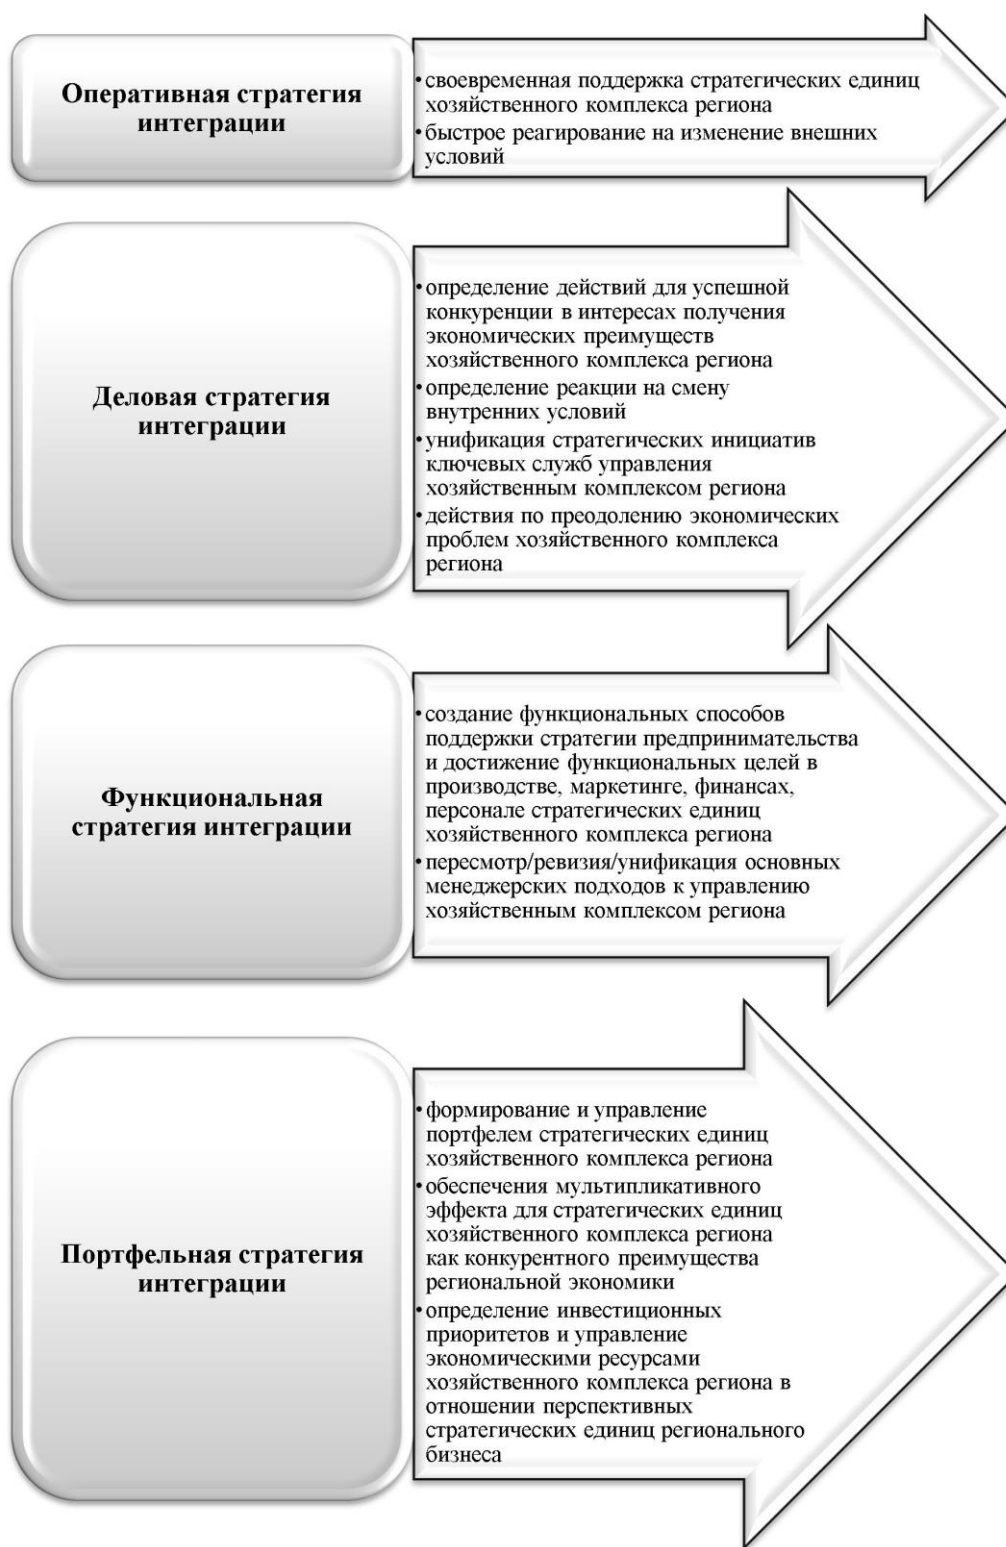 Оперативная стратегия
интеграции
•своевременная поддержка стратегических единиц
хозяйственного комплекса региона
•быстрое реагирование на изменение внешних
условий
Деловая стратегия
интеграции
•определение действий для успешной
конкуренции в интересах получения
экономических преимуществ
хозяйственного комплекса региона
•определение реакции на смену
внутренних условий
•унификация стратегических инициатив
ключевых служб управления
хозяйственным комплексом региона
•действия по преодолению экономических
проблем хозяйственного комплекса
региона
Функциональная
стратегия интеграции
•создание функциональных способов
поддержки стратегии предпринимательства
и достижение функциональных целей в
производстве, маркетинге, финансах,
персонале стратегических единиц
хозяйственного комплекса региона
•пересмотр/ревизия/унификация основных
менеджерских подходов к управлению
хозяйственным комплексом региона
Портфельная стратегия
интеграции
•формирование и управление
портфелем стратегических единиц
хозяйственного комплекса региона
•обеспечения мультипликативного
эффекта для стратегических единиц
хозяйственного комплекса региона
как конкурентного преимущества
региональной экономики
•определение инвестиционных
приоритетов и управление
экономическими ресурсами
хозяйственного комплекса региона в
отношении перспективных
стратегических единиц регионального
бизнеса